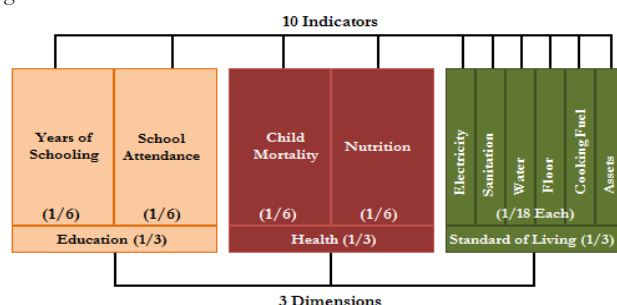 10 Indicators
Years of
Schooling
(1/6)
School
Attendance
(1/6)
Education (1/3)
Child
Mortality
(1/6)
Nutrition
(1/6)
Health (1/3)
Electricity
Sanitation
Water
Floor
Cooking Fuel
Assets
(1/18 Each)
Standard of Living (1/3)
3 Dimensions